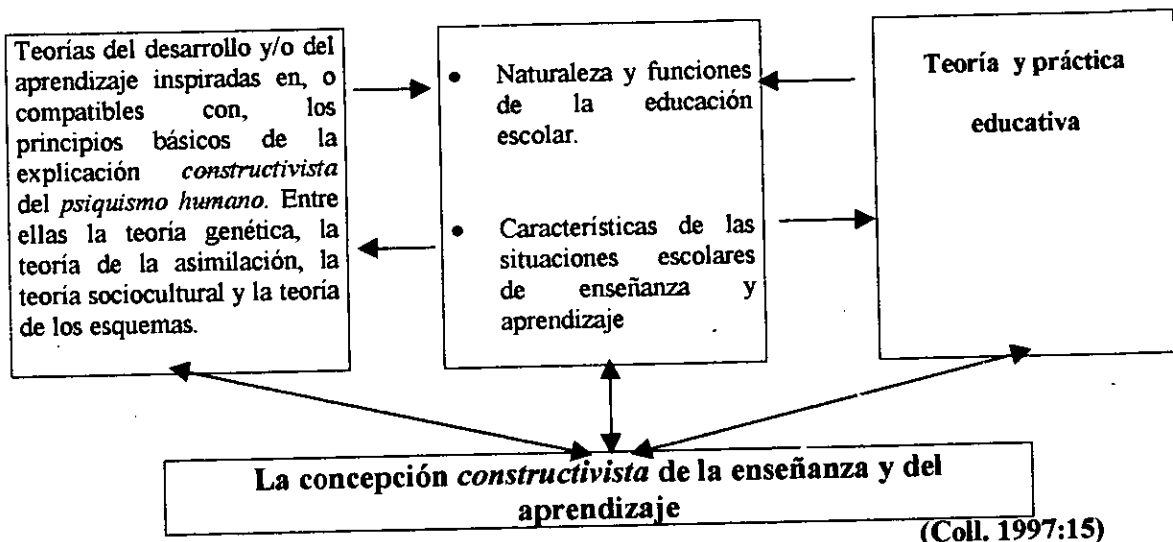 Teorías del desarrollo y/o del
aprendizaje inspiradas en, o
compatibles con, los
principios básicos de la
explicación constructivista
del psiquismo humano. Entre
ellas la teoría genética, la
teoría de la asimilación, la
teoría sociocultural y la teoría
de los esquemas.
• Naturaleza y funciones
de la educación
escolar.
• Características de las
situaciones escolares
de enseñanza y
aprendizaje
Teoría y práctica
educativa
La concepción constructivista de la enseñanza y del
aprendizaje
(Coll. 1997:15)